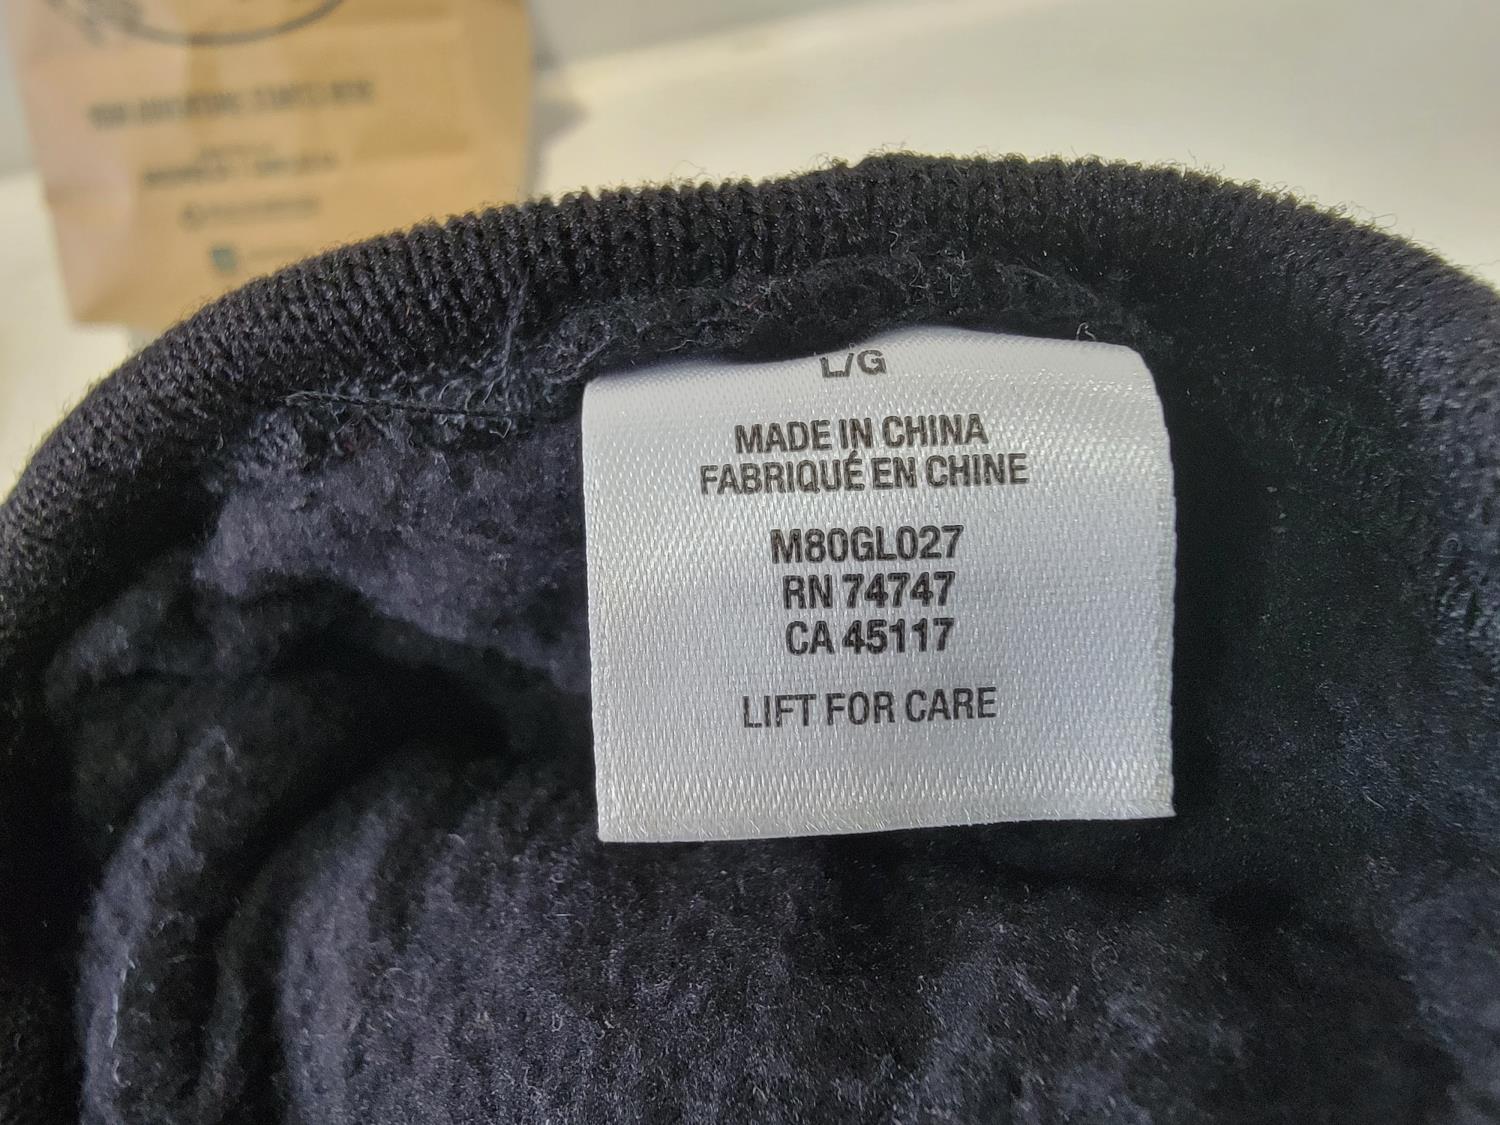 L/G
MADE IN CHINA
FABRIQUÉ EN CHINE
M80GL027
RN 74747
CA 45117
LIFT FOR CARE